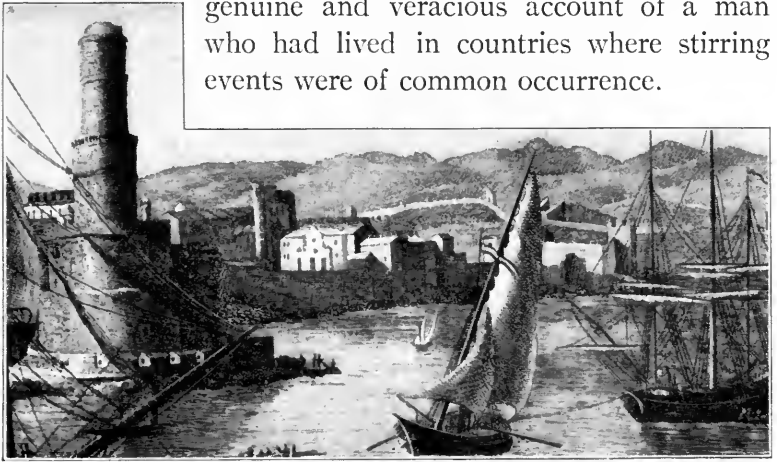 genuine and veracious account of a man
who had lived in countries where stirring
events were of common occurrence.